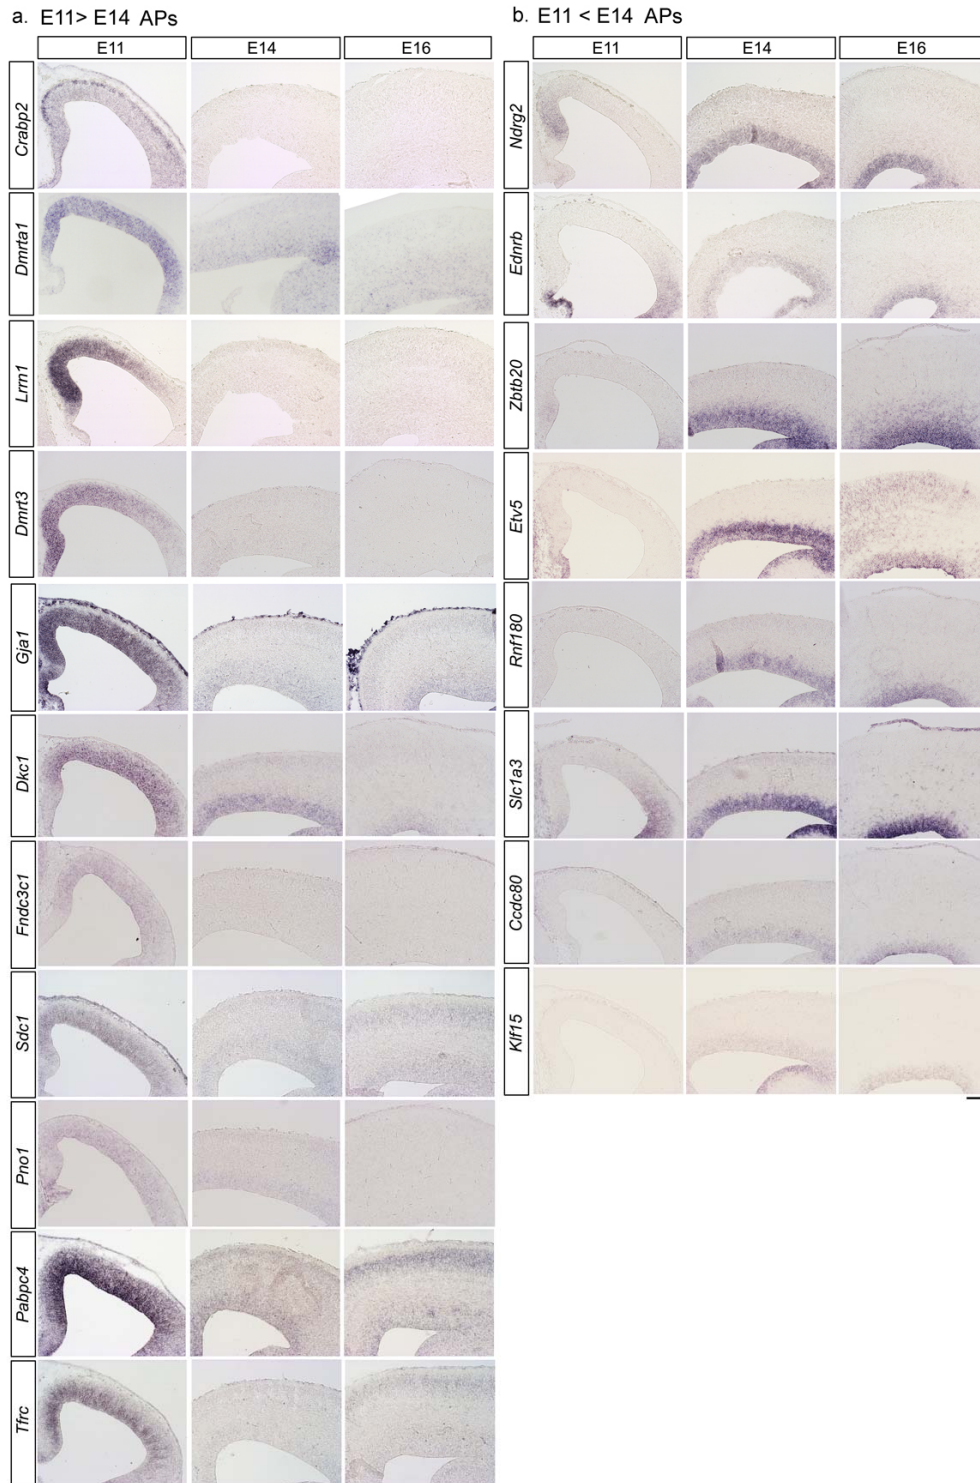 a. E11> E14 APs
E11 E14 E16
Crabp2
Dmrta1
Lrrn1
Dmrt3
Gja1
Dkc1
Fndc3c1
Sdc1
Pno1
Pabpc4
Tfrc
b. E11 < E14 APs
E11 E14 E16
Ndrg2
Ednrb
Zbtb20
Etv5
Rnf180
Slc1a3
Ccdc80
Klf15